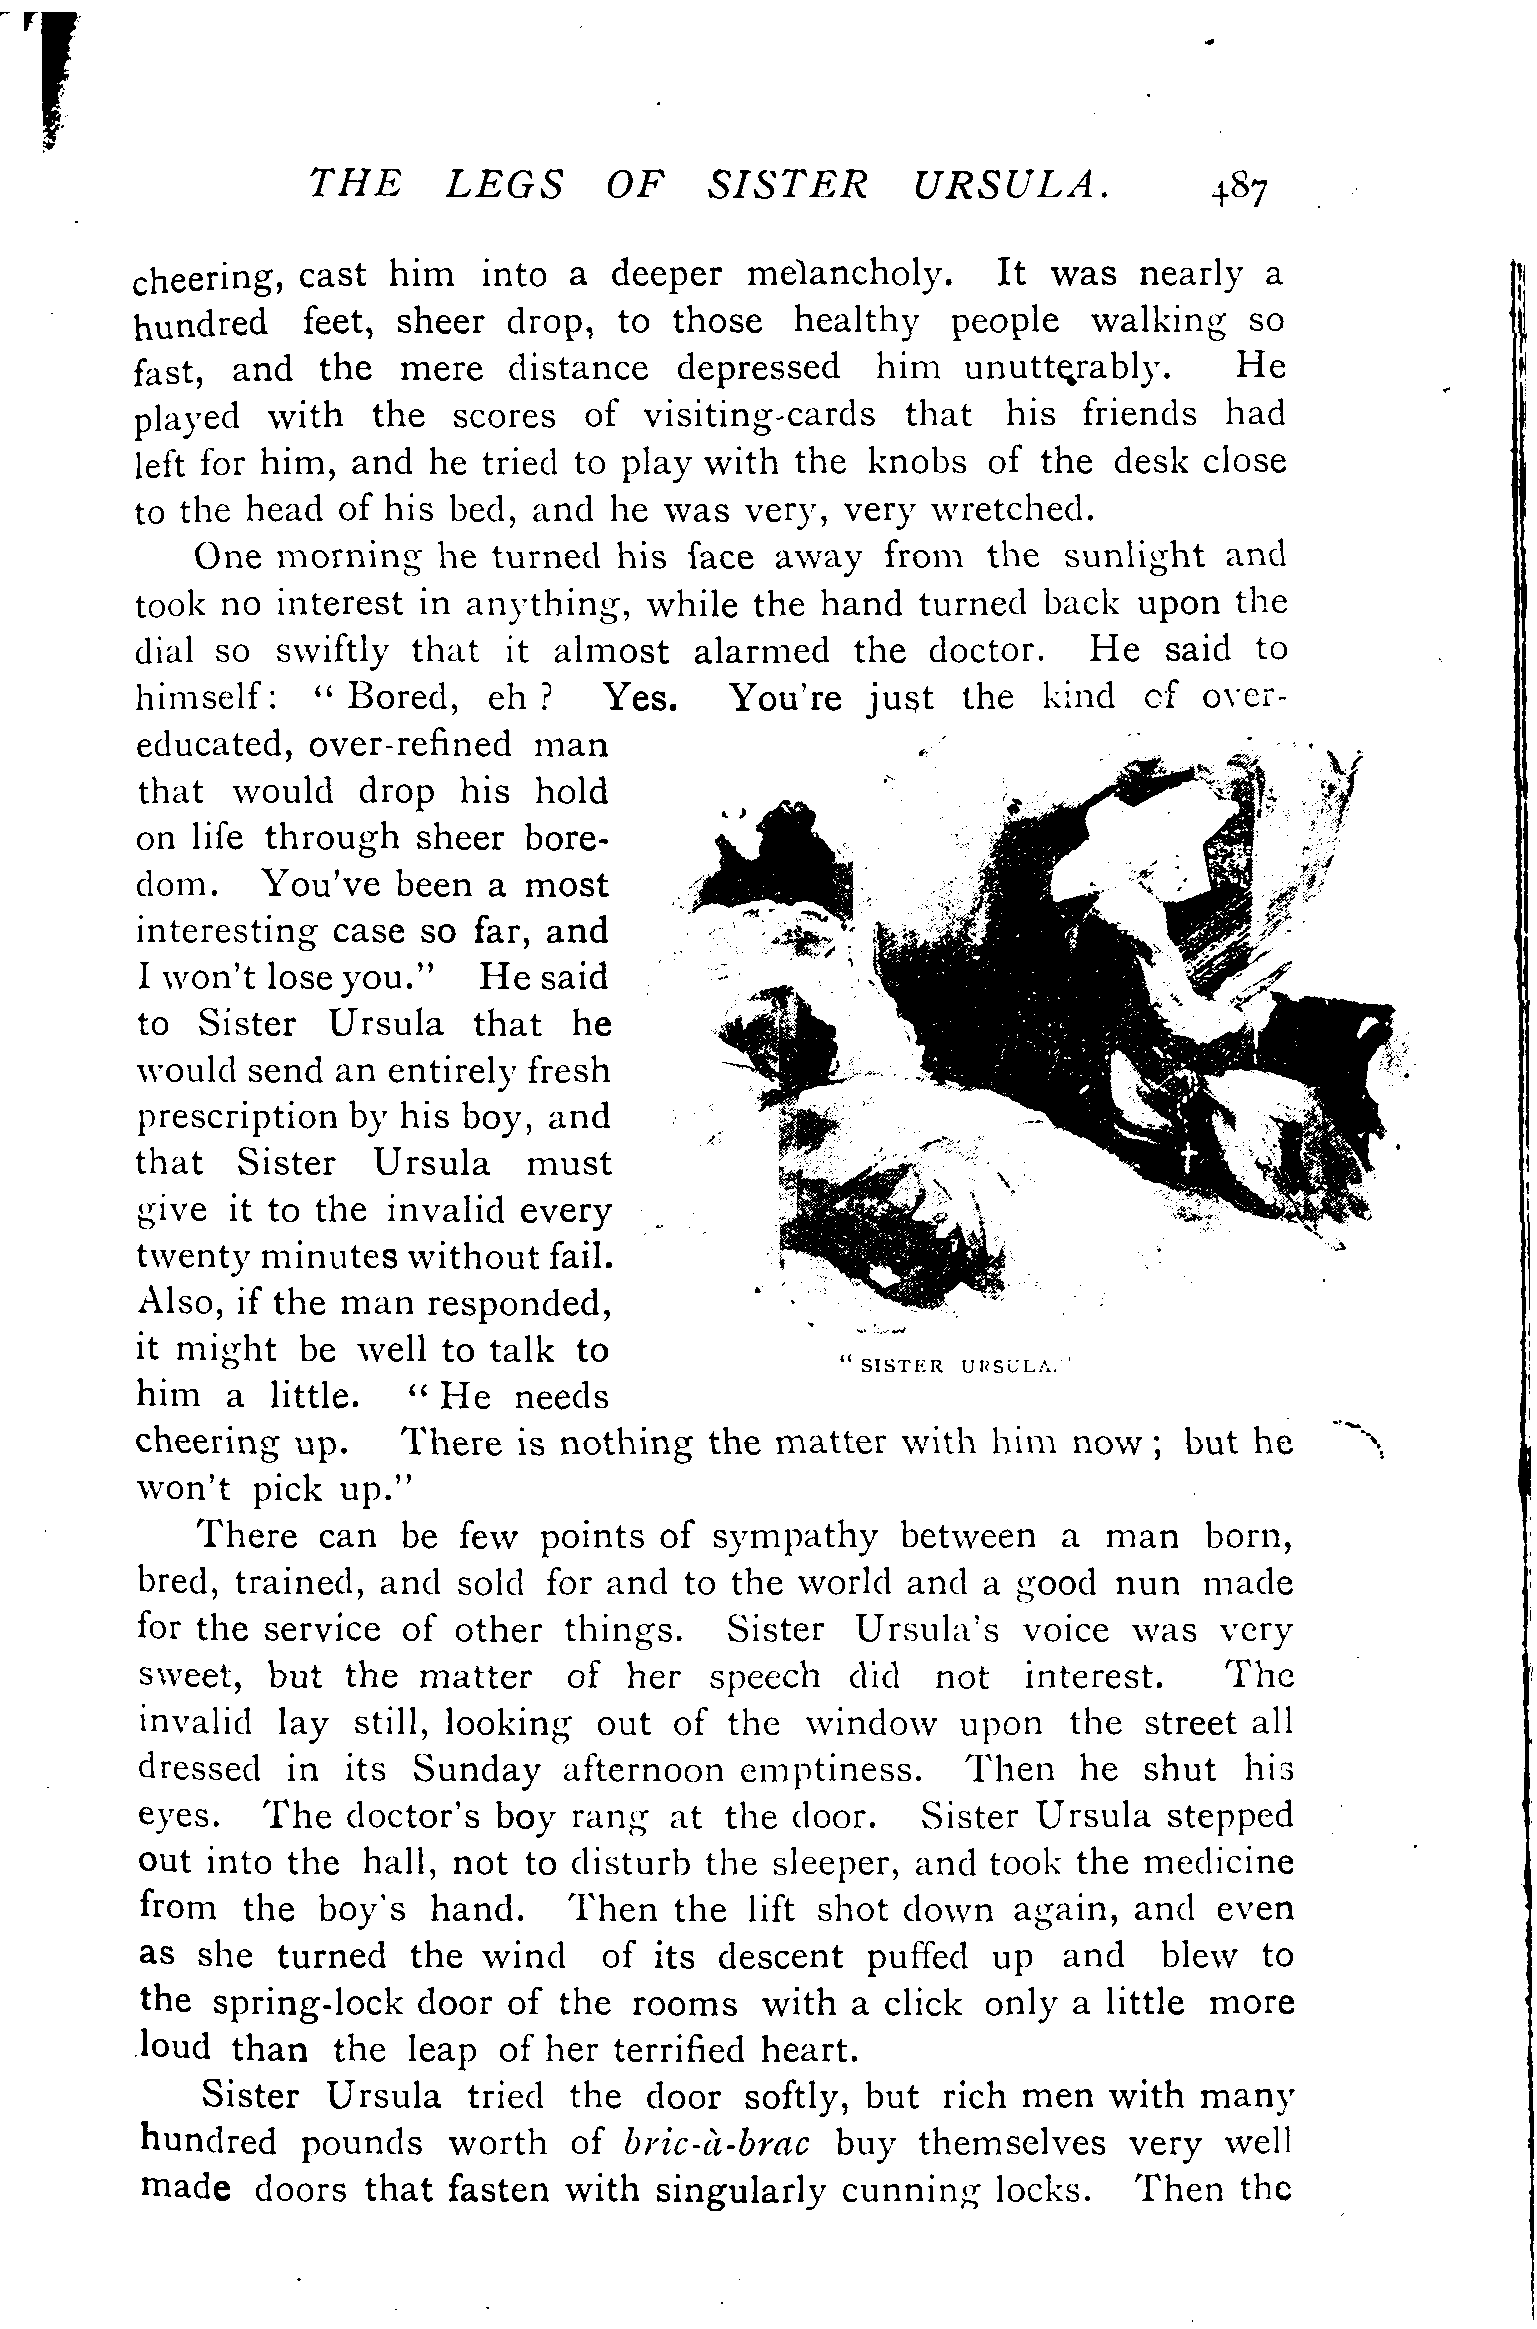 THE LEGS OF SISTER URSULA. 487
cheering, cast him into a deeper melancholy. It was nearly a
hundred feet, sheer drop, to those healthy people walking so
fast, and the mere distance depressed him unutterably. He
played with the scores of visiting-cards that his friends had
left for him, and he tried to play with the knobs of the desk close
to the head of his bed, and he was very, very wretched.
One morning he turned his face away from the sunlight and
took no interest in anything, while the hand turned back upon the
dial so swiftly that it almost alarmed the doctor. He said to
himself: “Bored, eh? Yes. You're just the kind of over-
educated, over-refined man
that would drop his hold
on life through sheer bore-
dom. You've been a most
interesting case so far, and
I won't lose you.” He said
to Sister Ursula that he
would send an entirely fresh
prescription by his boy, and
that Sister Ursula must
give it to the invalid every
twenty minutes without fail.
Also, if the man responded,
it might be well to talk to
him a little. “He needs
“SISTER URSULA.”
cheering up. There is nothing the matter with him now; but he
won't pick up.”
There can be few points of sympathy between a man born,
bred, trained, and sold for and to the world and a good nun made
for the service of other things. Sister Ursula's voice was very
sweet, but the matter of her speech did not interest. The
invalid lay still, looking out of the window upon the street all
dressed in its Sunday afternoon emptiness. Then he shut his
eyes. The doctor's boy rang at the door. Sister Ursula stepped
out into the hall, not to disturb the sleeper, and took the medicine
from the boy's hand. Then the lift shot down again, and even
as she turned the wind of its descent puffed up and blew to
the spring-lock door of the rooms with a click only a little more
loud than the leap of her terrified heart.
Sister Ursula tried the door softly, but rich men with many
hundred pounds worth of bric-à-brac buy themselves very well
made doors that fasten with singularly cunning locks. Then the